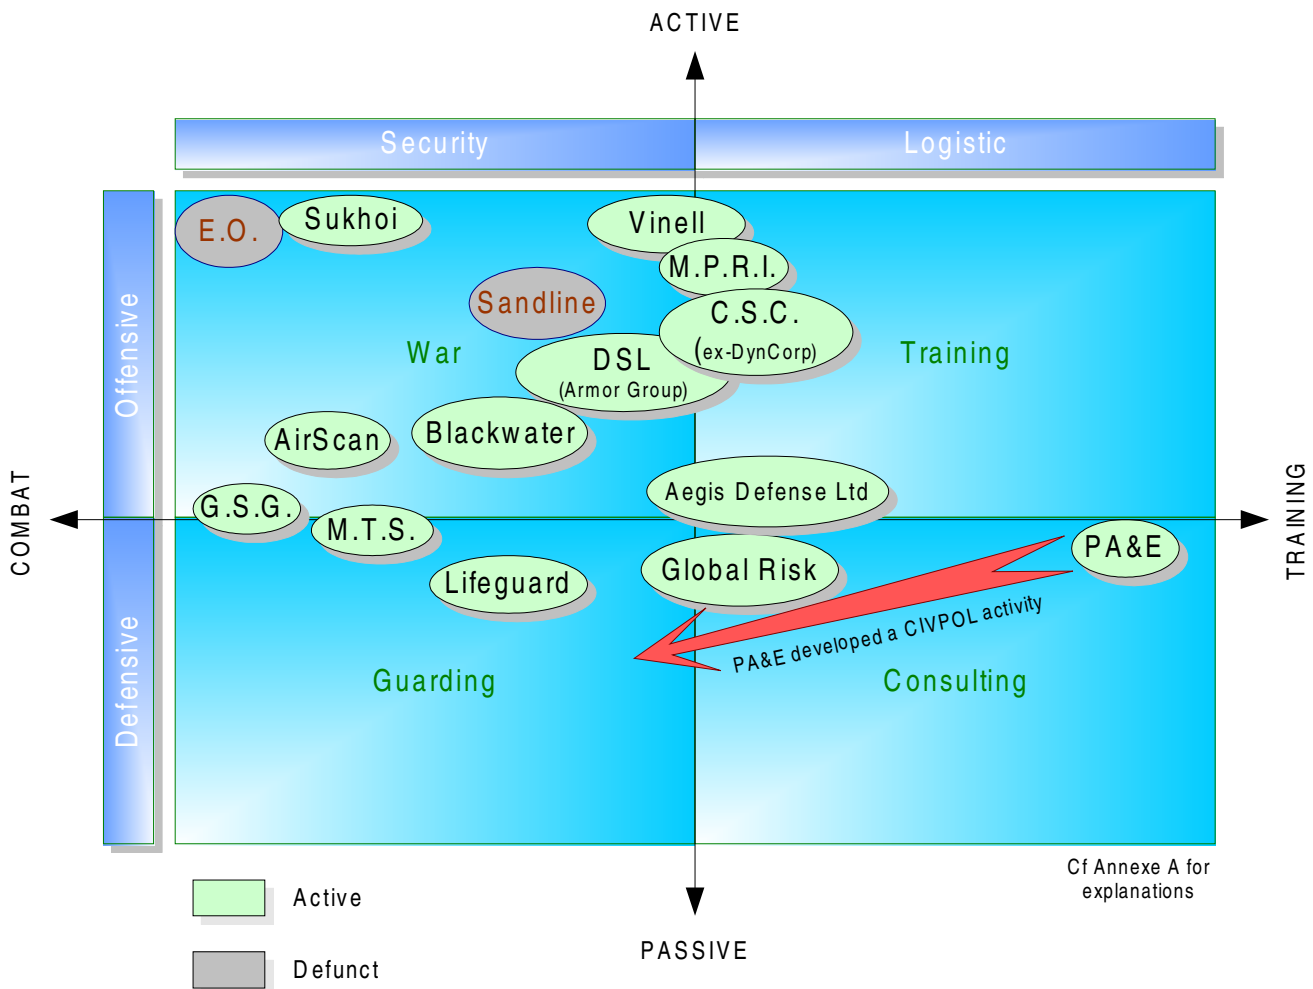 ACTIVE
Security
Logistic
E.O.
Sukhoi
Vinell
M.P.R.I.
Sandline
C.S.C.
(ex-DynCorp)
Offensive
War
DSL
(Armor Group)
Training
AirScan
Blackwater
COMBAT
G.S.G.
M.T.S.
Aegis Defense Ltd
TRAINING
Lifeguard
Global Risk
PA&E
PA&E developed a CIVPOL activity
Defensive
Guarding
Consulting
Cf Annexe A for
explanations
Active
PASSIVE
Defunct